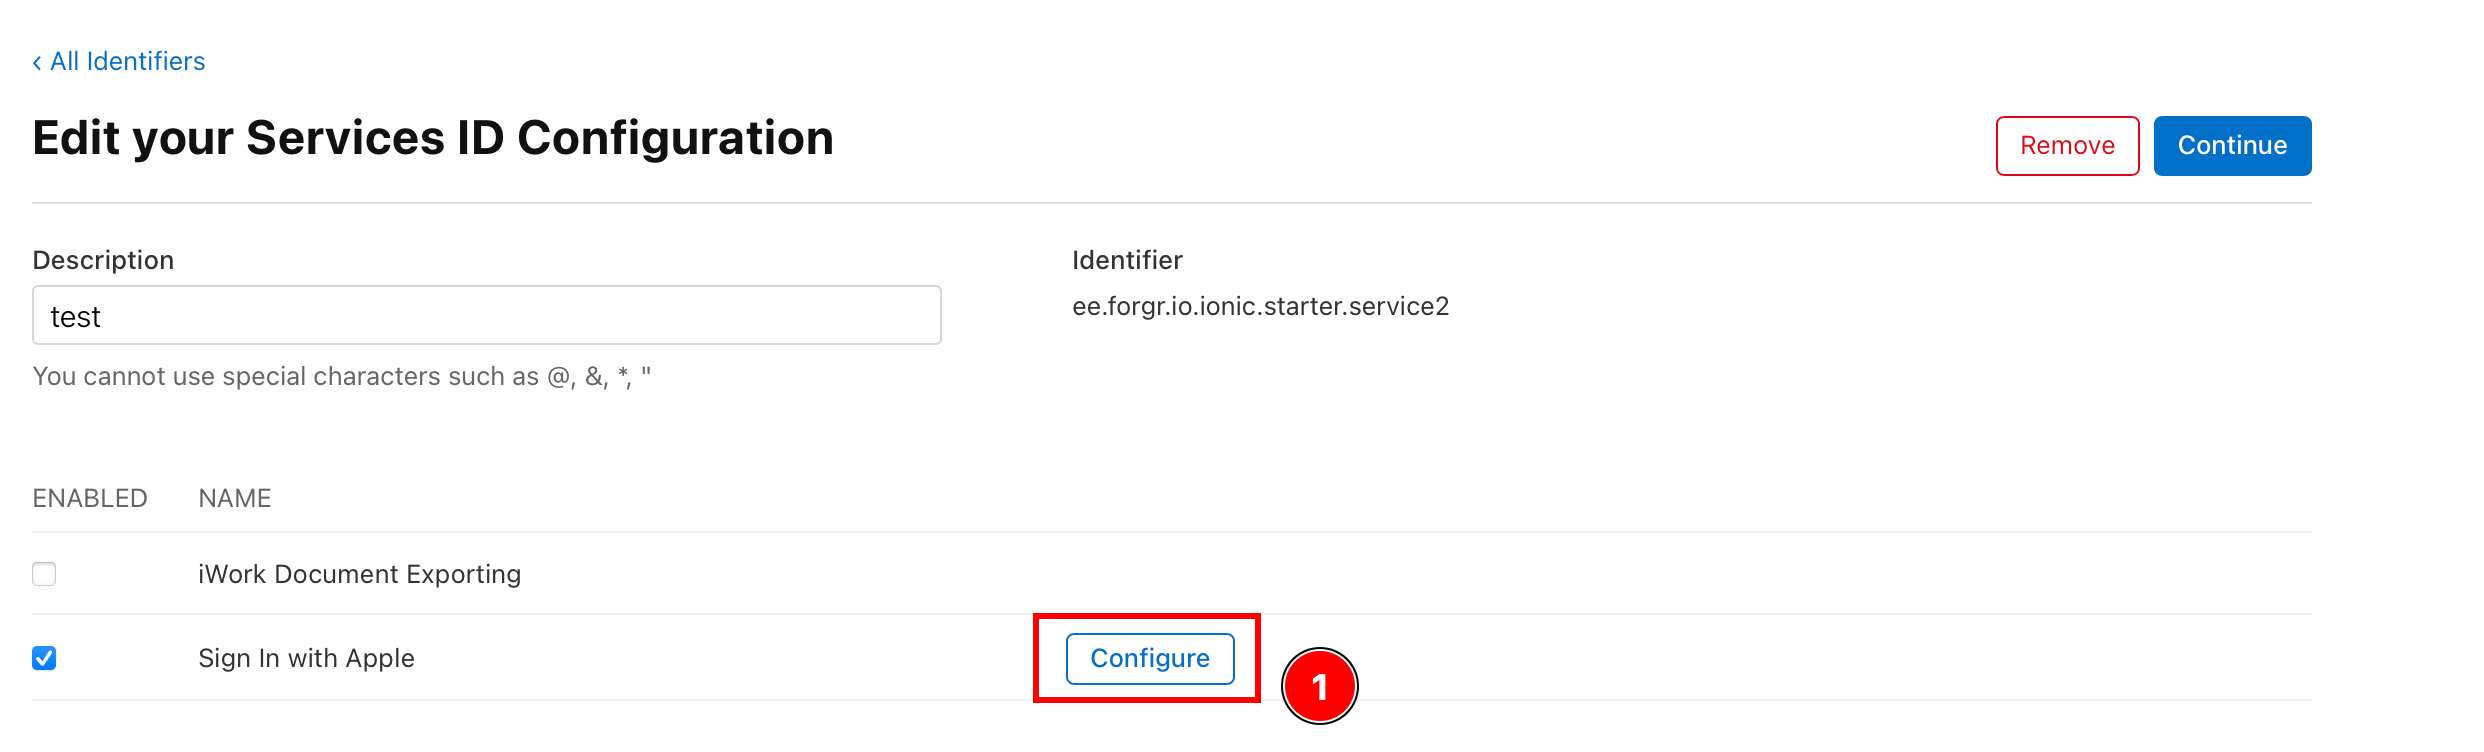 ‹ All Identifiers
Edit your Services ID Configuration
Remove
Continue
Description
Identifier
test
ee.forgr.io.ionic.starter.service2
You cannot use special characters such as @, &, *, "
ENABLED NAME
iWork Document Exporting
Sign In with Apple
Configure
1